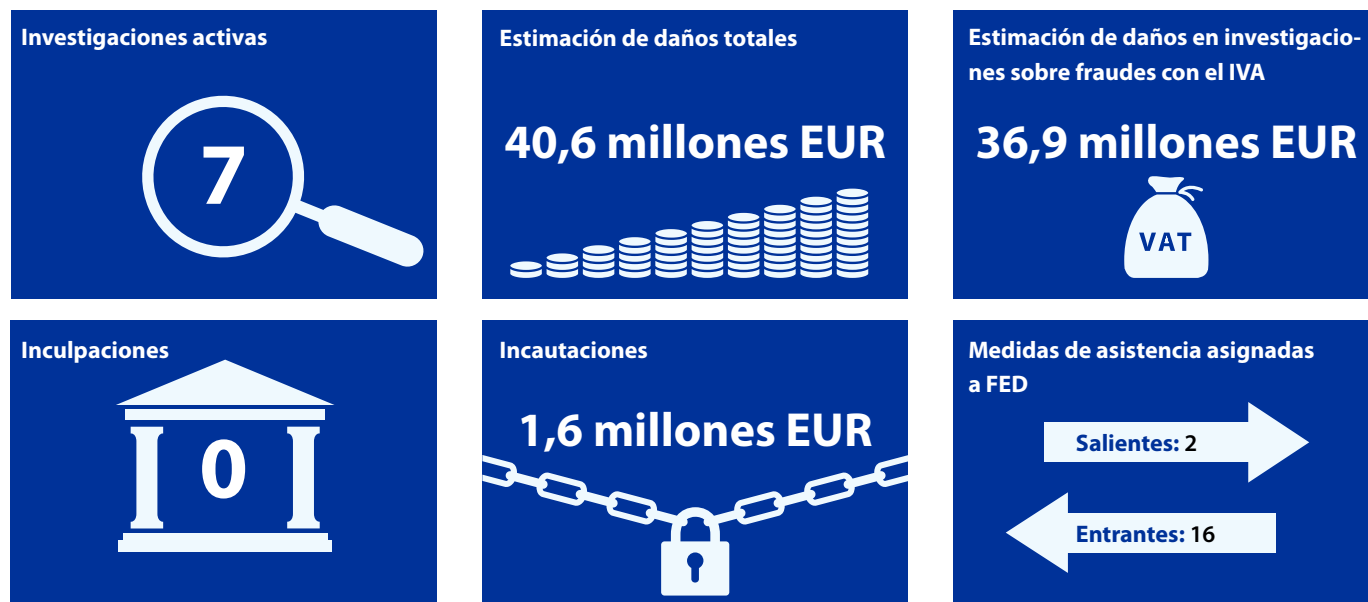 Investigaciones activas
7
Estimación de daños totales
40,6 millones EUR
Estimación de daños en investigacio-
nes sobre fraudes con el IVA
36,9 millones EUR
VAT
Inculpaciones
0
Incautaciones
1,6 millones EUR
Medidas de asistencia asignadas
a FED
Salientes: 2
Entrantes: 16